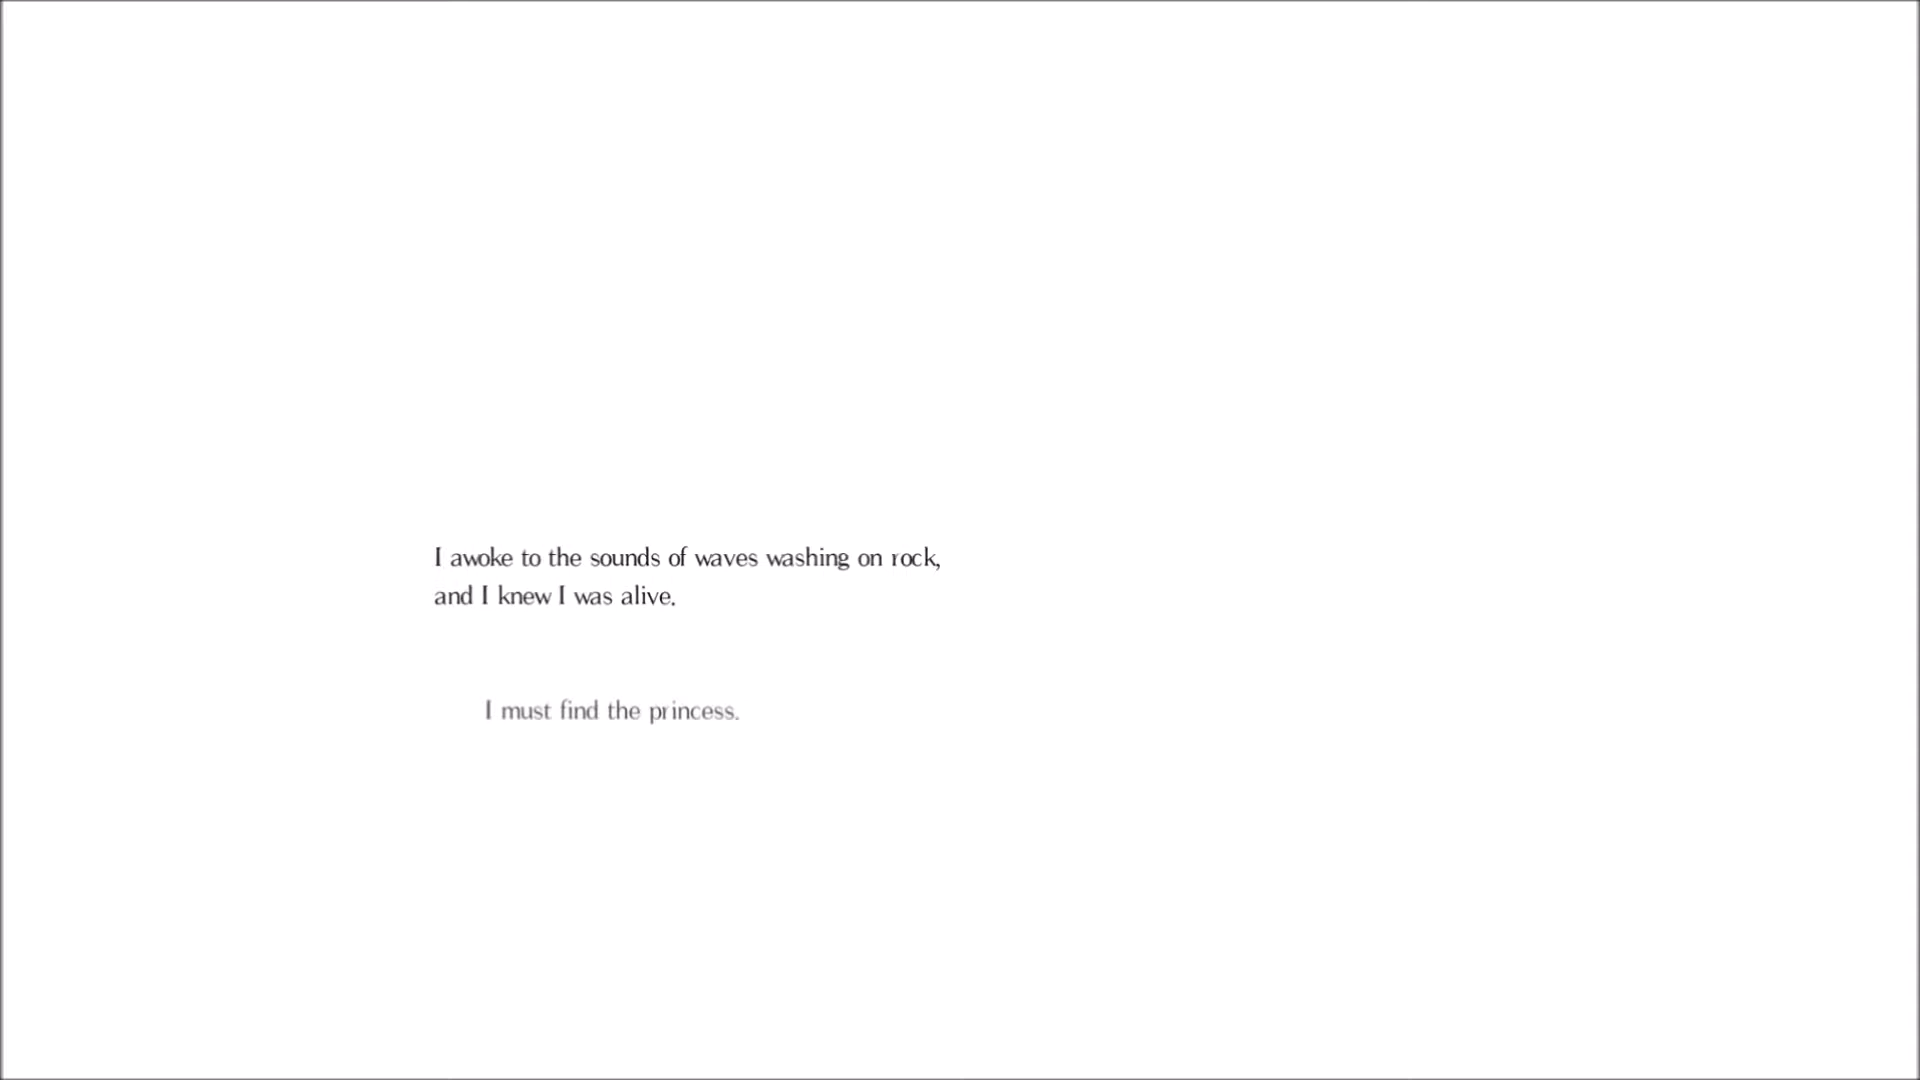 I awoke to the sounds of waves washing on rock,
and I knew I was alive.
I must find the princess.